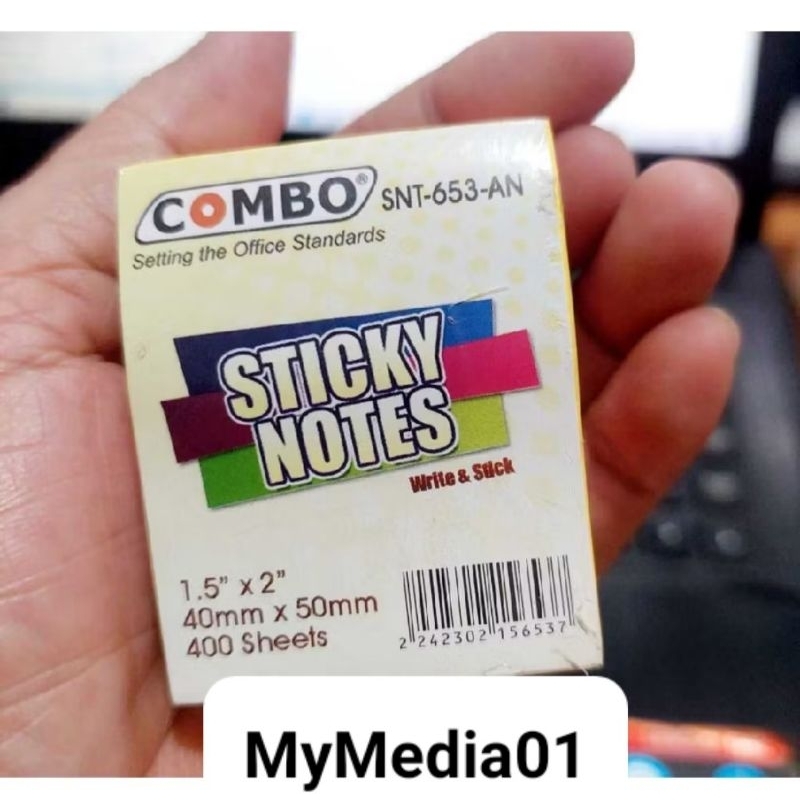 COMBO® SNT-653-AN
Setting the Office Standards
STICKY
NOTES
Write & Stick
1.5" x 2"
40mm x 50mm
400 Sheets
2 242302 156537
MyMedia01